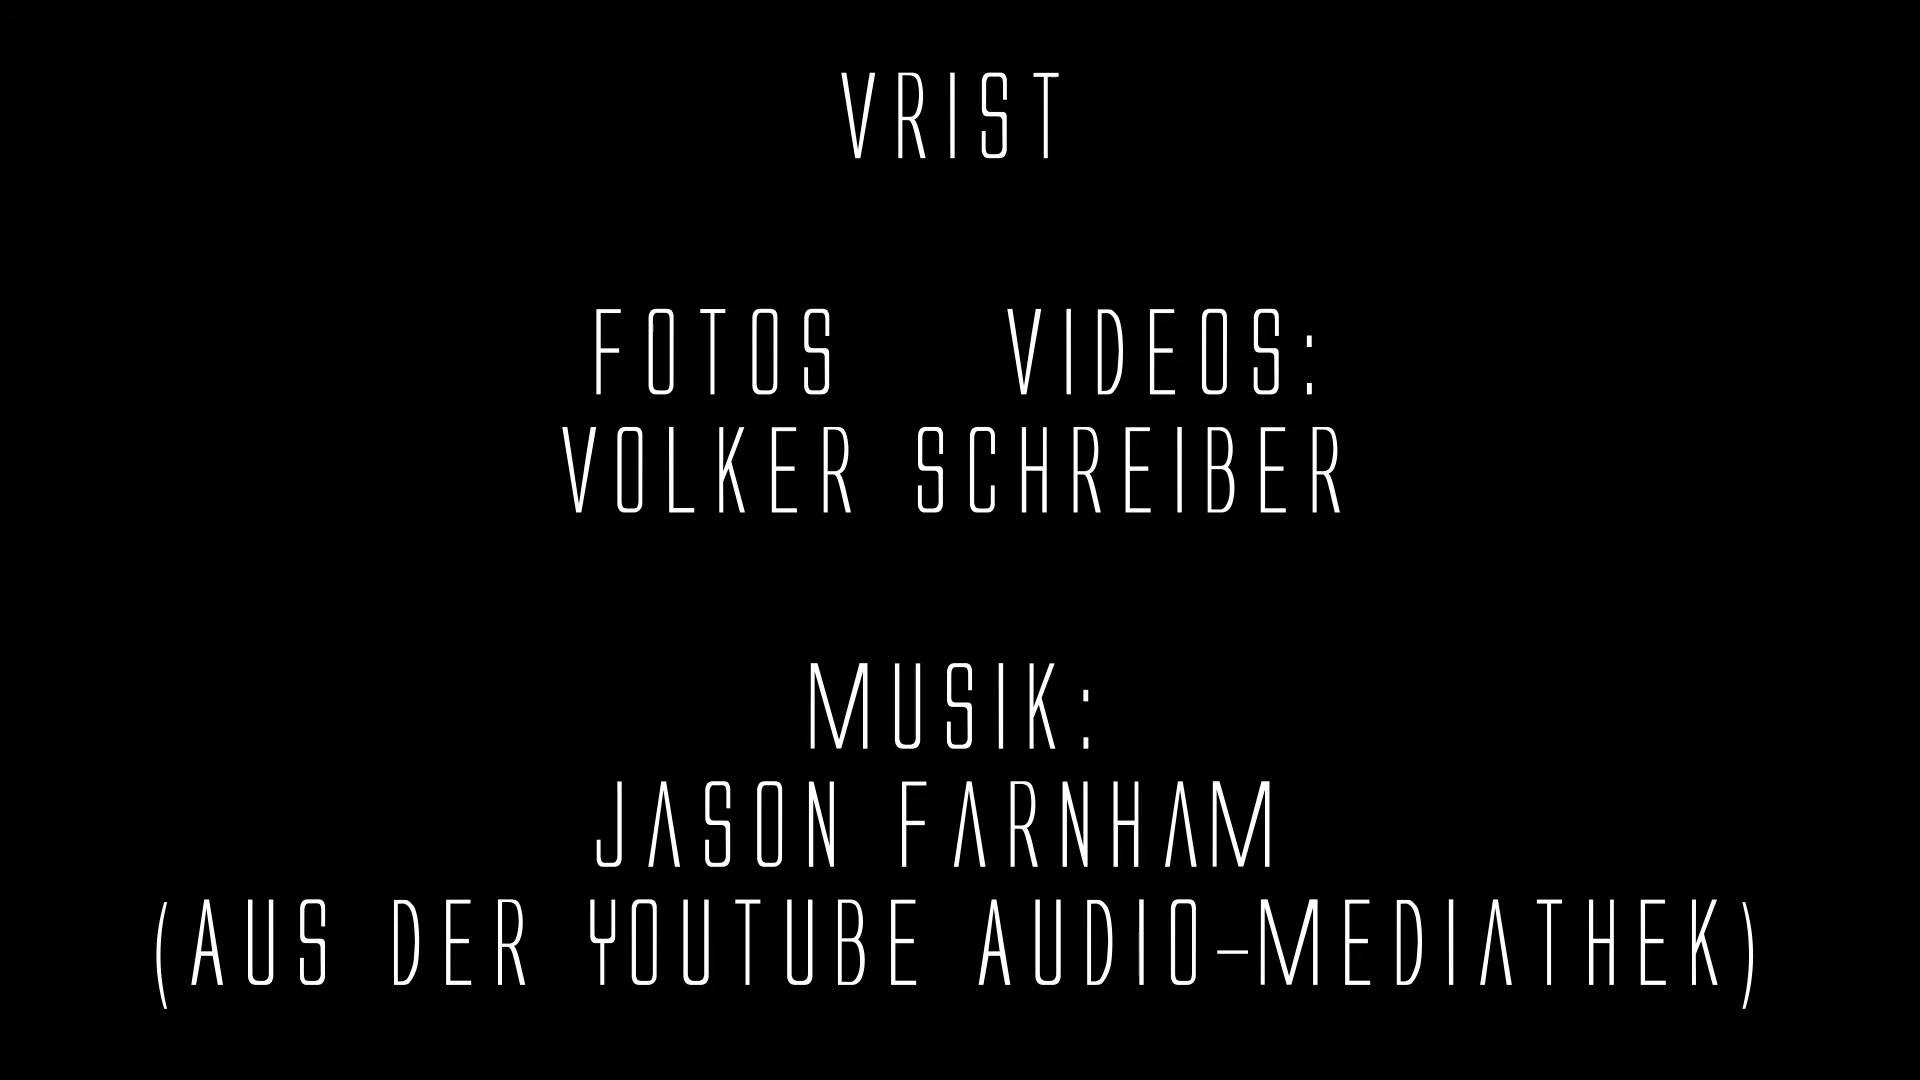 VRIST
FOTOS VIDEOS:
VOLKER SCHREIBER
MUSIK:
JASON FARNHAM
(AUS DER YOUTUBE AUDIO-MEDIATHEK)